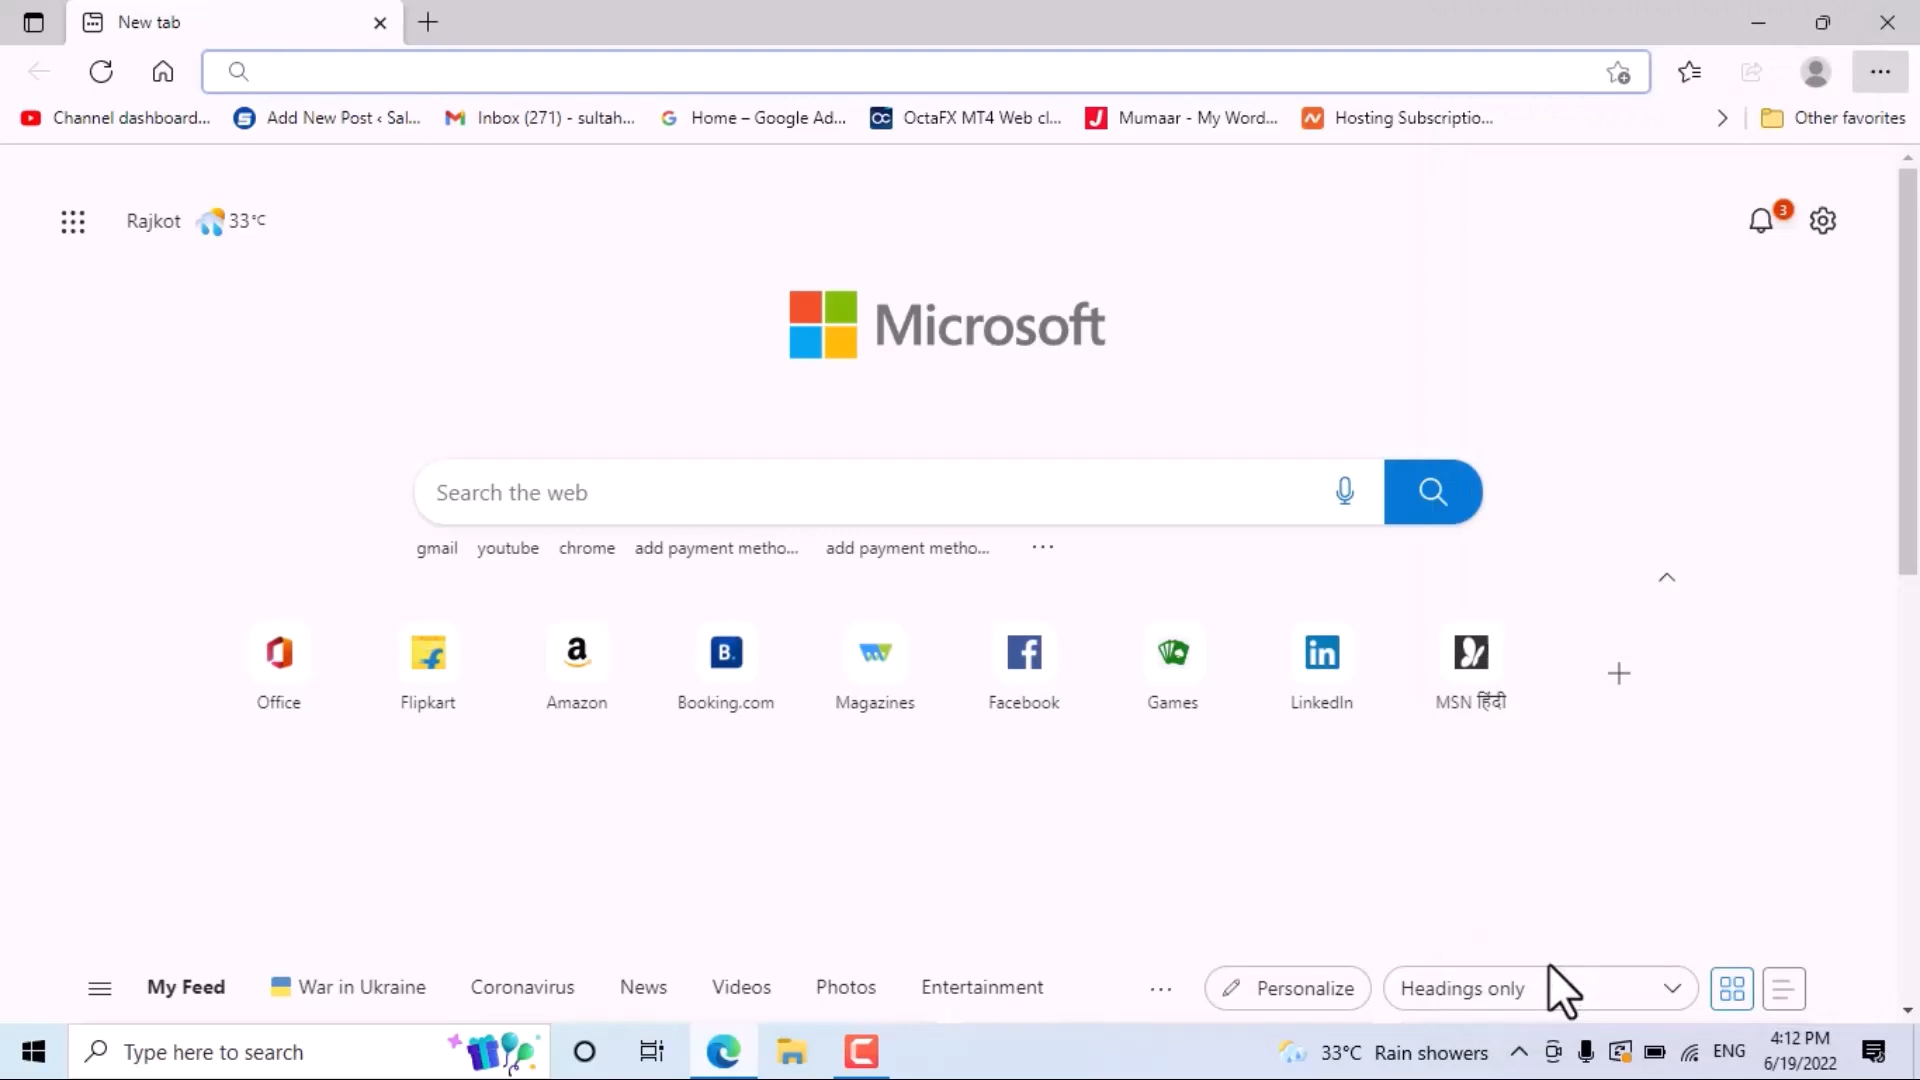 New tab
Channel dashboard...
Add New Post ‹ Sal...
Inbox (271) - sultah...
Home – Google Ad...
OctaFX MT4 Web cl...
Mumaar - My Word...
Hosting Subscriptio...
Other favorites
Rajkot 33°C
3
Microsoft
Search the web
gmail youtube chrome add payment metho... add payment metho... ...
Office
Flipkart
Amazon
Booking.com
Magazines
Facebook
Games
LinkedIn
MSN हिंदी
My Feed War in Ukraine Coronavirus News Videos Photos Entertainment ... Personalize Headings only
Type here to search
33°C Rain showers
ENG
4:12 PM
6/19/2022